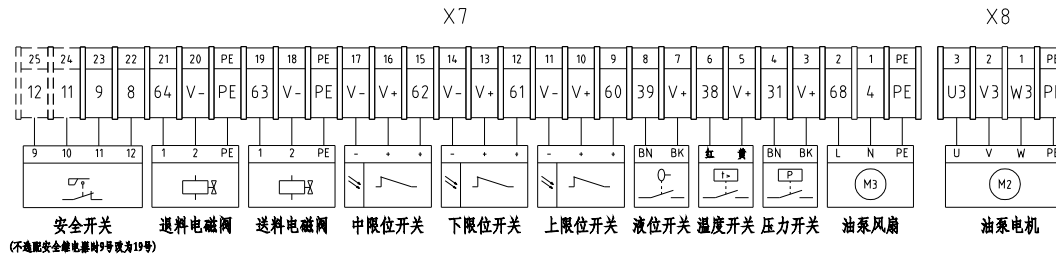 X7 X8
25 24 23 22 21 20 PE 19 18 PE 17 16 15 14 13 12 11 10 9 8 7 6 5 4 3 2 1 PE 3 2 1 PE
12 11 9 8 64 V- PE 63 V- PE V- V+ 62 V- V+ 61 V- V+ 60 39 V+ 38 V+ 31 V+ 68 4 PE U3 V3 W3 PE
9 10 11 12 1 2 PE 1 2 PE - + + - + + - + + BN BK 红 黄 BN BK L N PE U V W PE
t> P M3 M2
安全开关 退料电磁阀 送料电磁阀 中限位开关 下限位开关 上限位开关 液位开关 温度开关 压力开关 油泵风扇 油泵电机
(不选配安全继电器时9号改为19号)